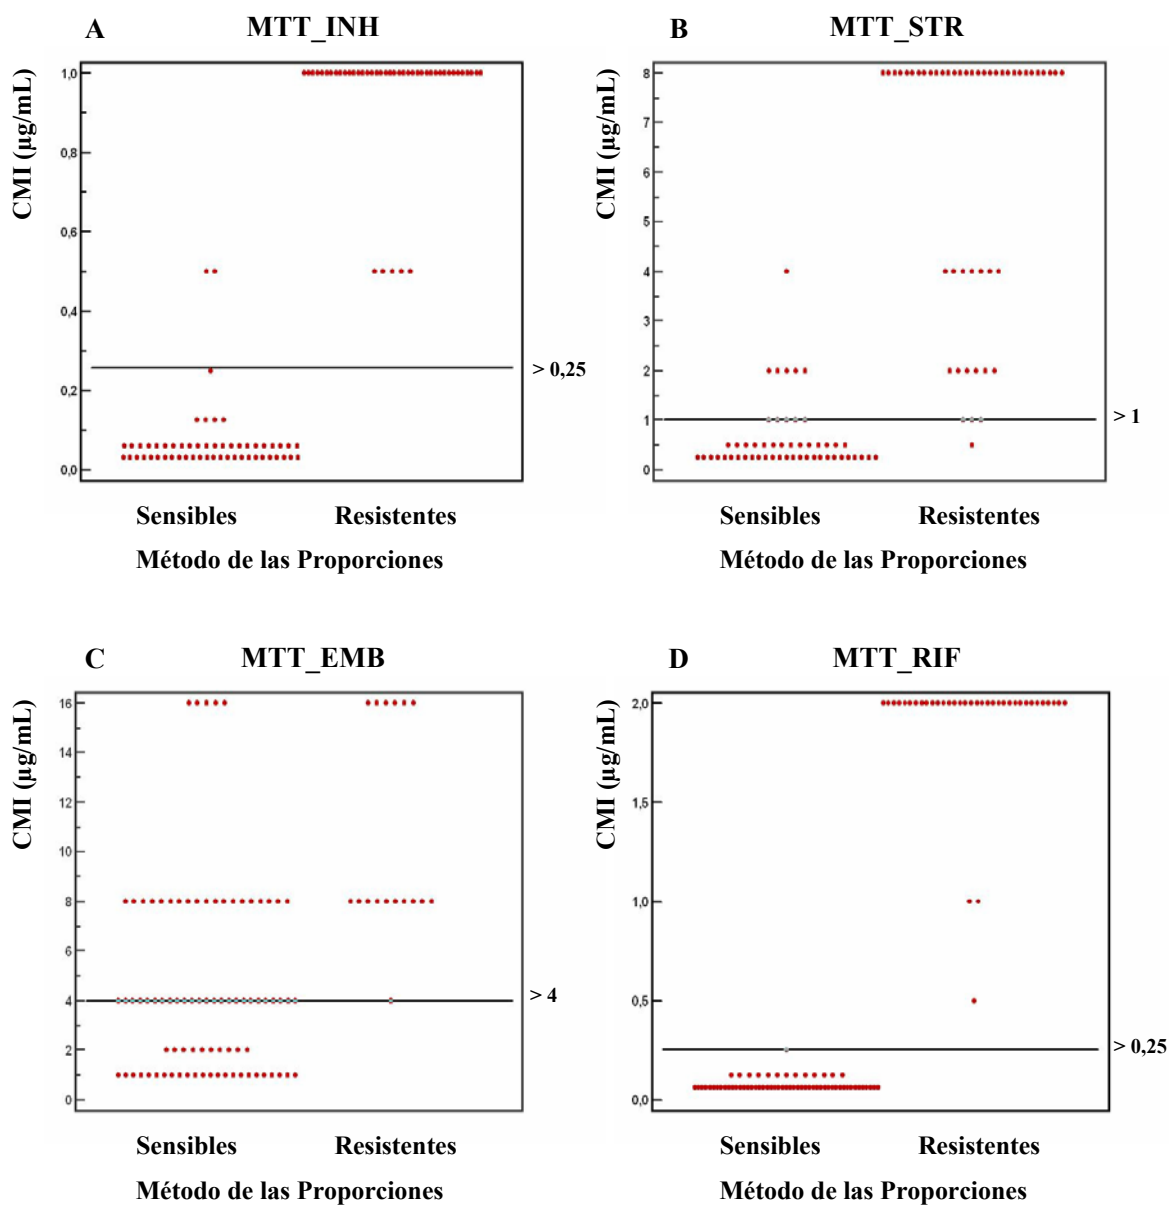 A MTT_INH
CMI (µg/mL)
1,0
0,8
0,6
0,4
0,2
0,0
> 0,25
Sensibles Resistentes
Método de las Proporciones
B MTT_STR
CMI (µg/mL)
8
7
6
5
4
3
2
1
0
> 1
Sensibles Resistentes
Método de las Proporciones
C MTT_EMB
CMI (µg/mL)
16
14
12
10
8
6
4
2
0
> 4
Sensibles Resistentes
Método de las Proporciones
D MTT_RIF
CMI (µg/mL)
2,0
1,5
1,0
0,5
0,0
> 0,25
Sensibles Resistentes
Método de las Proporciones